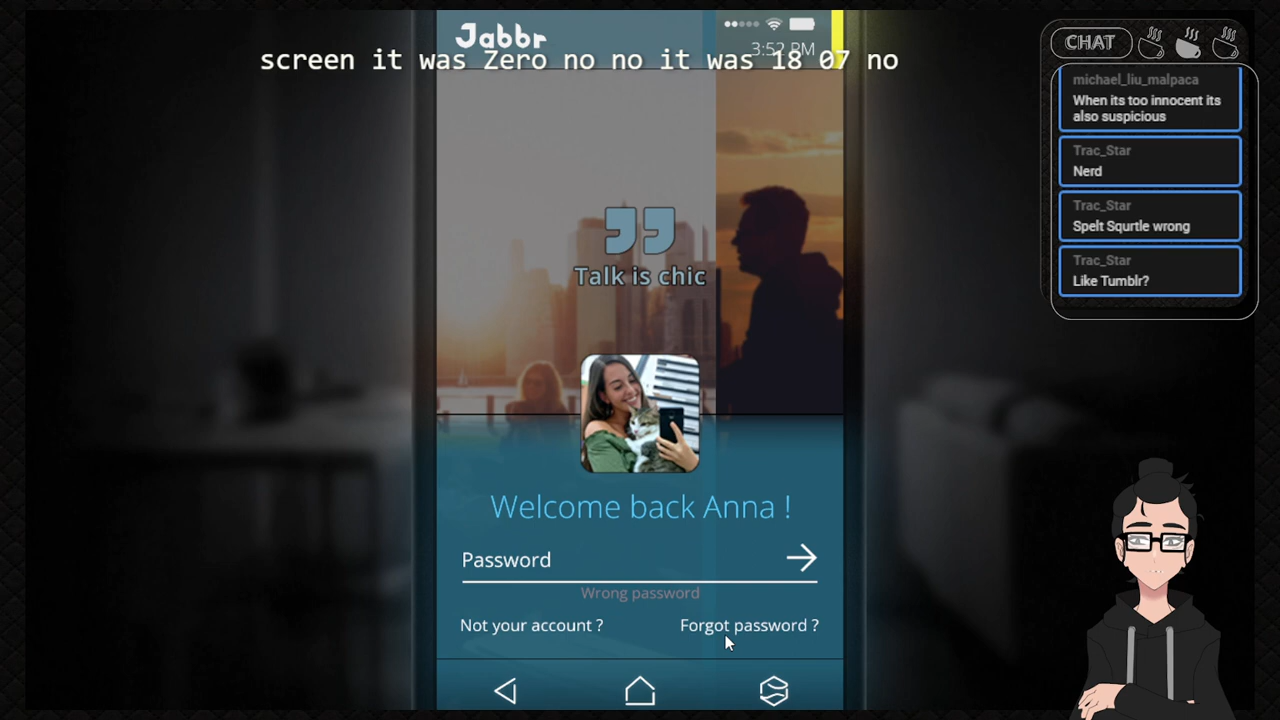 Jabbr
3:52 PM
screen it was Zero no no it was 18 07 no
Talk is chic
Welcome back Anna !
Password
Wrong password
Not your account ?
Forgot password ?
CHAT
michael_liu_malpaca
When its too innocent its
also suspicious
Trac_Star
Nerd
Trac_Star
Spelt Squrtle wrong
Trac_Star
Like Tumblr?